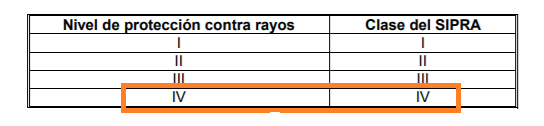 Nivel de protección contra rayos Clase del SIPRA
I I
II II
III III
IV IV